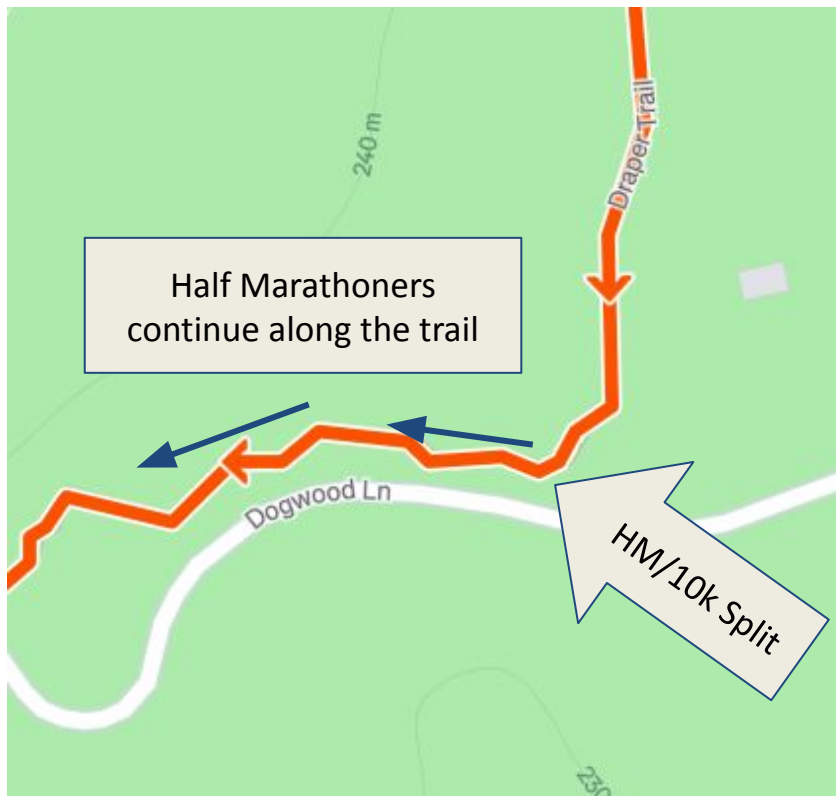 Draper Trail
240 m
Half Marathoners
continue along the trail
Dogwood Ln
HM/10k Split
230